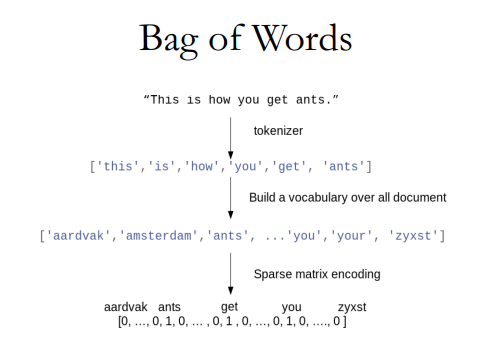 Bag of Words
“This is how you get ants.”
tokenizer
['this','is','how','you','get', 'ants']
Build a vocabulary over all document
['aardvak','amsterdam','ants', ...'you','your', 'zyxst']
Sparse matrix encoding
aardvak ants get you zyxst
[0, …, 0, 1, 0, … , 0, 1 , 0, …, 0, 1, 0, …., 0 ]